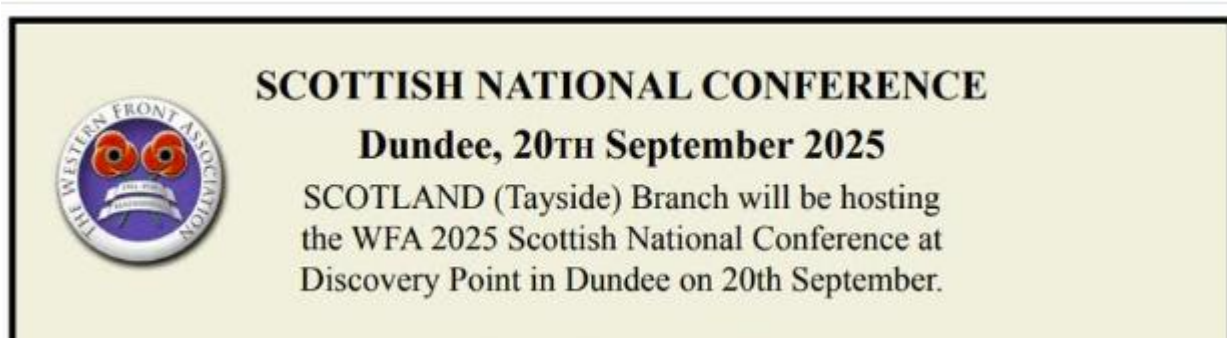 SCOTTISH NATIONAL CONFERENCE
Dundee, 20TH September 2025
THE WESTERN FRONT ASSOCIATION
SCOTLAND (Tayside) Branch will be hosting
the WFA 2025 Scottish National Conference at
Discovery Point in Dundee on 20th September.